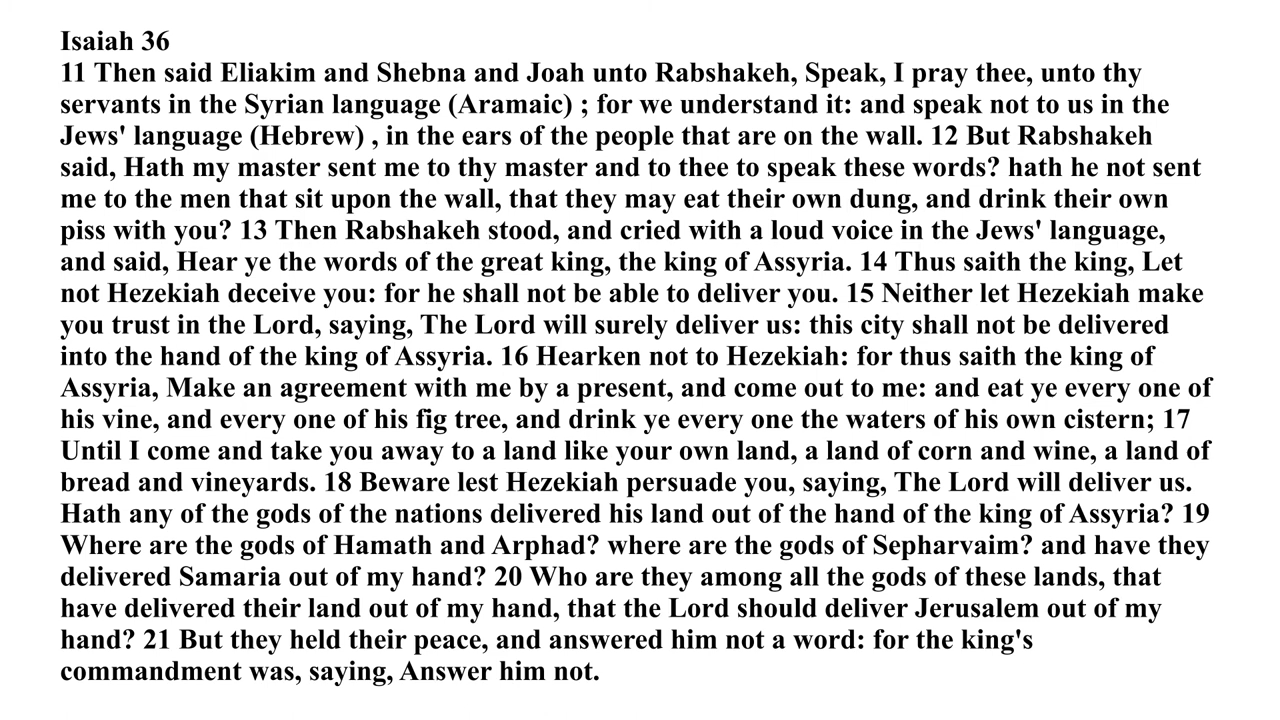 Isaiah 36
11 Then said Eliakim and Shebna and Joah unto Rabshakeh, Speak, I pray thee, unto thy
servants in the Syrian language (Aramaic) ; for we understand it: and speak not to us in the
Jews' language (Hebrew) , in the ears of the people that are on the wall. 12 But Rabshakeh
said, Hath my master sent me to thy master and to thee to speak these words? hath he not sent
me to the men that sit upon the wall, that they may eat their own dung, and drink their own
piss with you? 13 Then Rabshakeh stood, and cried with a loud voice in the Jews' language,
and said, Hear ye the words of the great king, the king of Assyria. 14 Thus saith the king, Let
not Hezekiah deceive you: for he shall not be able to deliver you. 15 Neither let Hezekiah make
you trust in the Lord, saying, The Lord will surely deliver us: this city shall not be delivered
into the hand of the king of Assyria. 16 Hearken not to Hezekiah: for thus saith the king of
Assyria, Make an agreement with me by a present, and come out to me: and eat ye every one of
his vine, and every one of his fig tree, and drink ye every one the waters of his own cistern; 17
Until I come and take you away to a land like your own land, a land of corn and wine, a land of
bread and vineyards. 18 Beware lest Hezekiah persuade you, saying, The Lord will deliver us.
Hath any of the gods of the nations delivered his land out of the hand of the king of Assyria? 19
Where are the gods of Hamath and Arphad? where are the gods of Sepharvaim? and have they
delivered Samaria out of my hand? 20 Who are they among all the gods of these lands, that
have delivered their land out of my hand, that the Lord should deliver Jerusalem out of my
hand? 21 But they held their peace, and answered him not a word: for the king's
commandment was, saying, Answer him not.